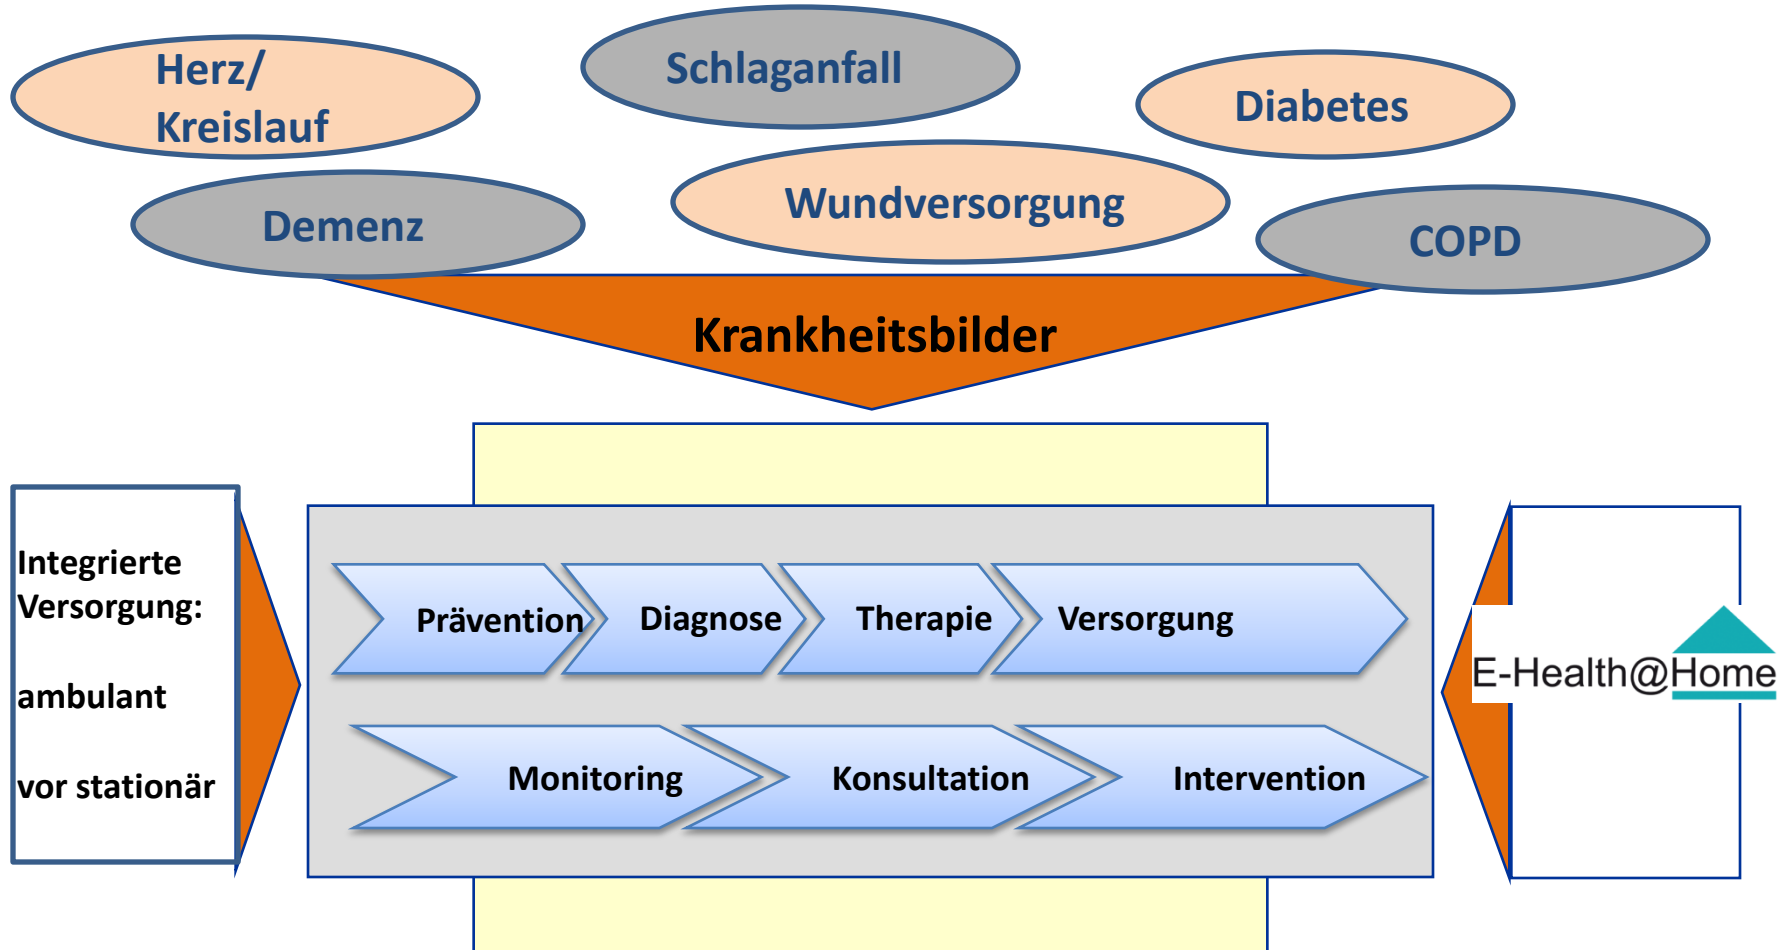 Herz/
Kreislauf
Schlaganfall
Diabetes
Demenz
Wundversorgung
COPD
Krankheitsbilder
Integrierte
Versorgung:
ambulant
vor stationär
Prävention
Diagnose
Therapie
Versorgung
Monitoring
Konsultation
Intervention
E-Health@Home